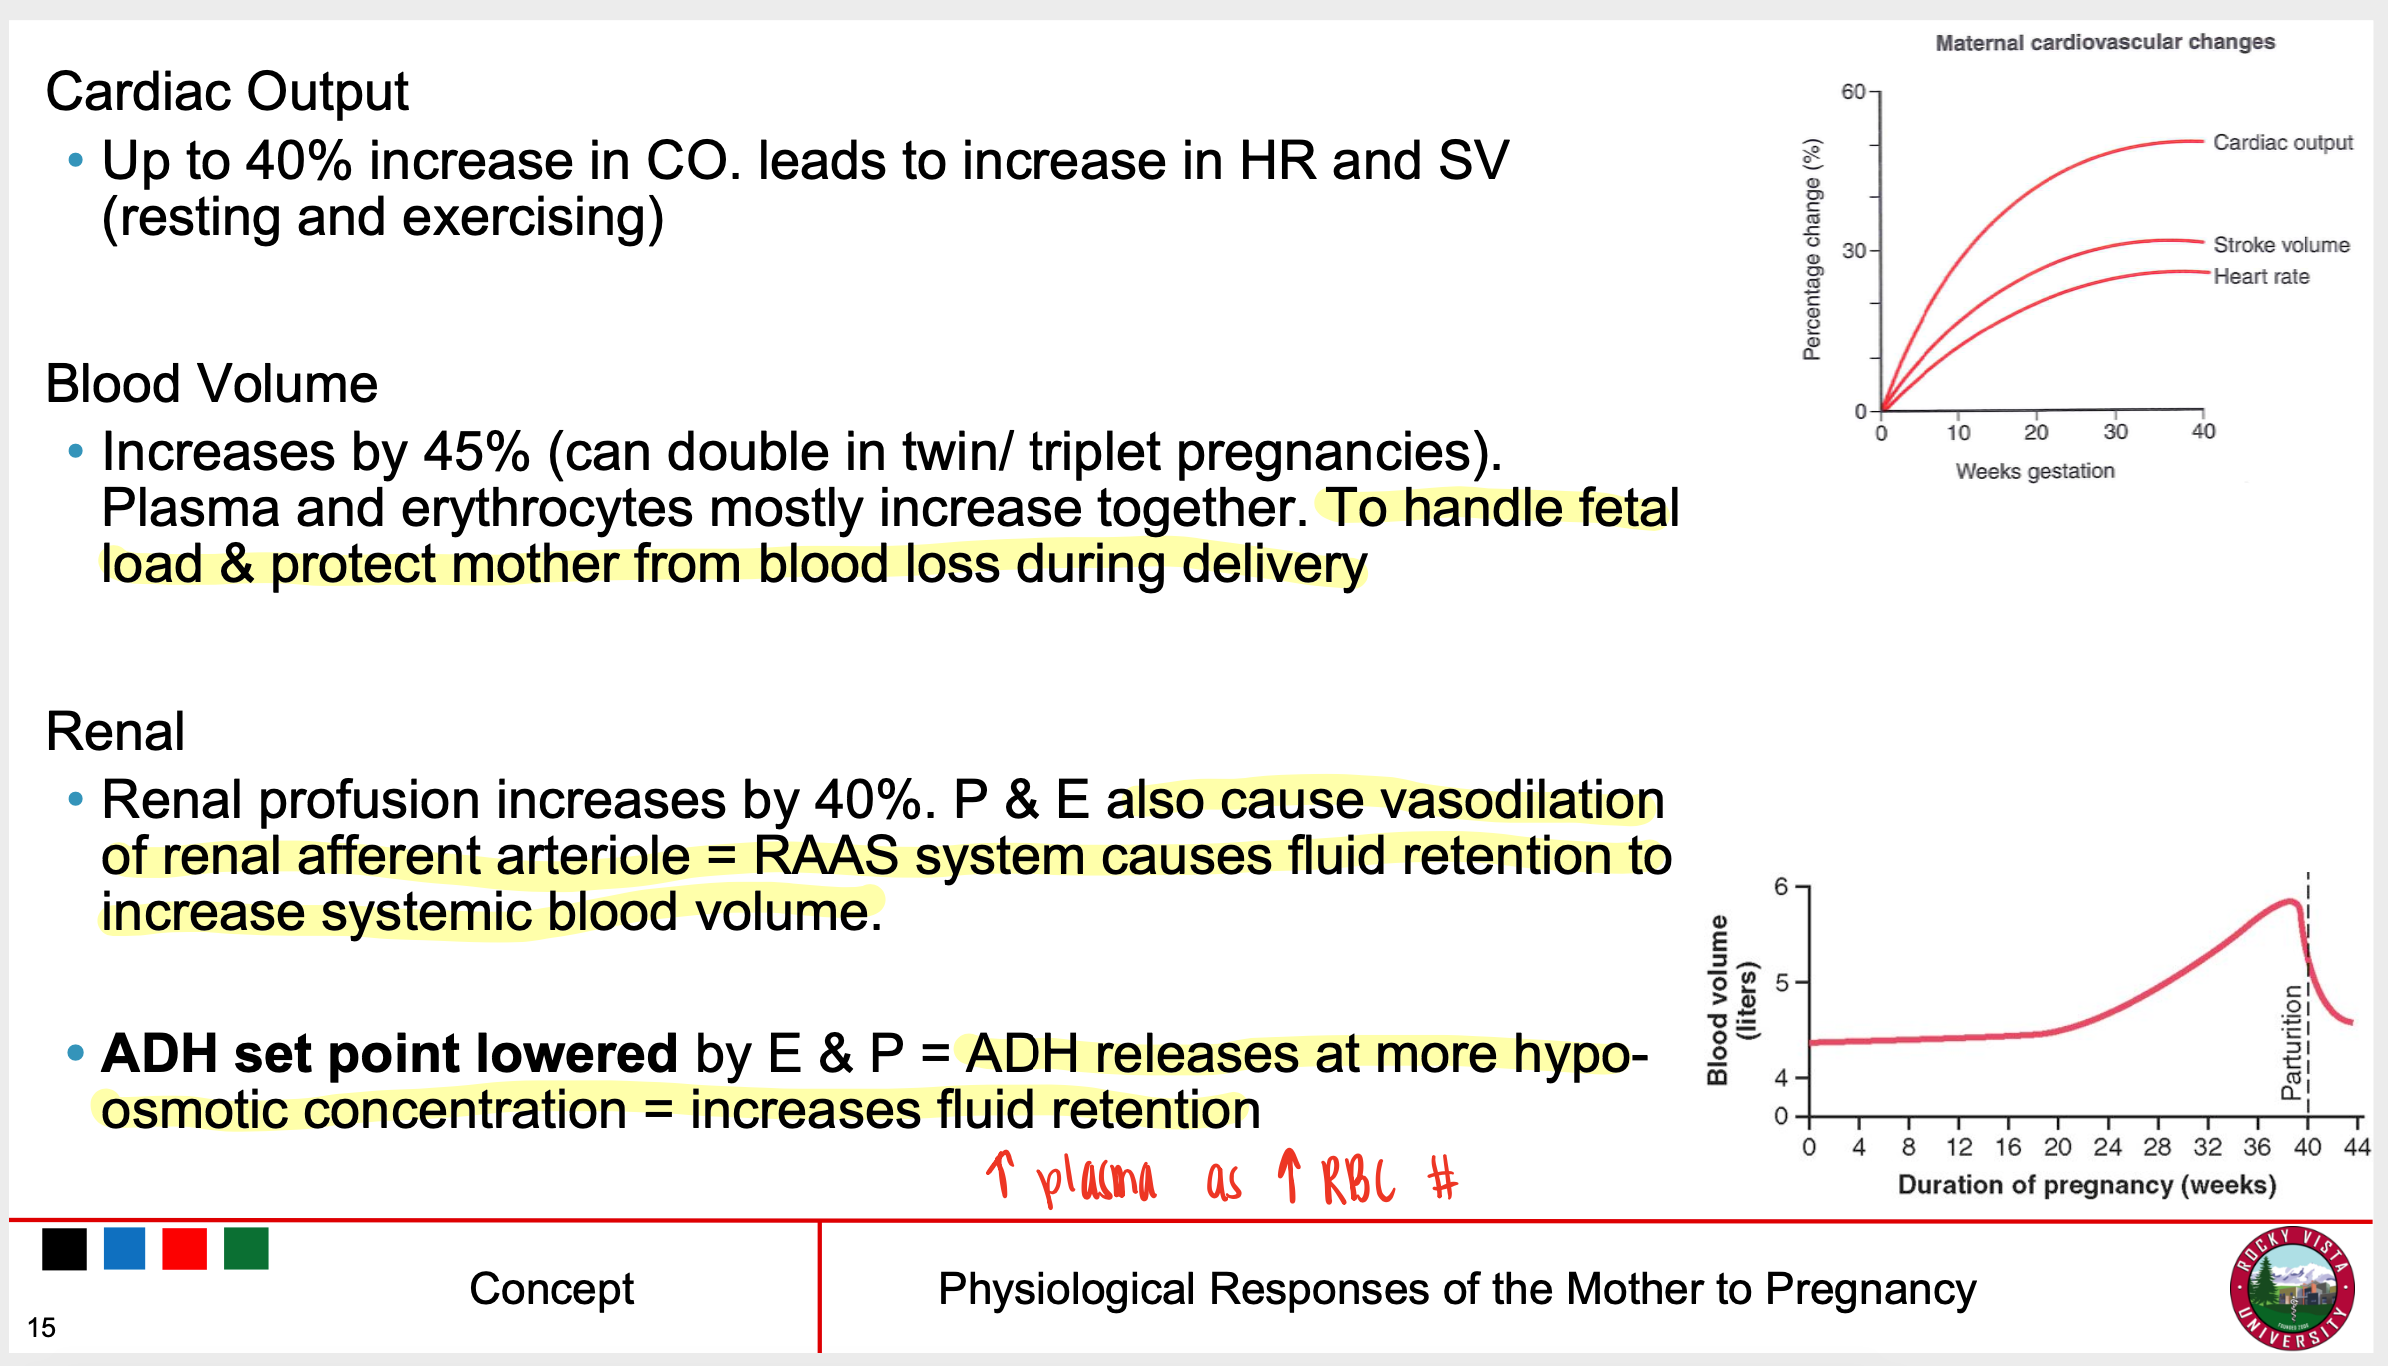 Cardiac Output
• Up to 40% increase in CO. leads to increase in HR and SV
(resting and exercising)
Blood Volume
• Increases by 45% (can double in twin/ triplet pregnancies).
Plasma and erythrocytes mostly increase together. To handle fetal
load & protect mother from blood loss during delivery
Renal
• Renal profusion increases by 40%. P & E also cause vasodilation
of renal afferent arteriole = RAAS system causes fluid retention to
increase systemic blood volume.
• ADH set point lowered by E & P = ADH releases at more hypo-
osmotic concentration = increases fluid retention
↑ plasma as ↑ RBC #
Maternal cardiovascular changes
Percentage change (%)
60
30
0
Cardiac output
Stroke volume
Heart rate
0 10 20 30 40
Weeks gestation
Blood volume
(liters)
6
5
4
0
Parturition
0 4 8 12 16 20 24 28 32 36 40 44
Duration of pregnancy (weeks)
Concept
Physiological Responses of the Mother to Pregnancy
15
ROCKY VISTA
UNIVERSITY